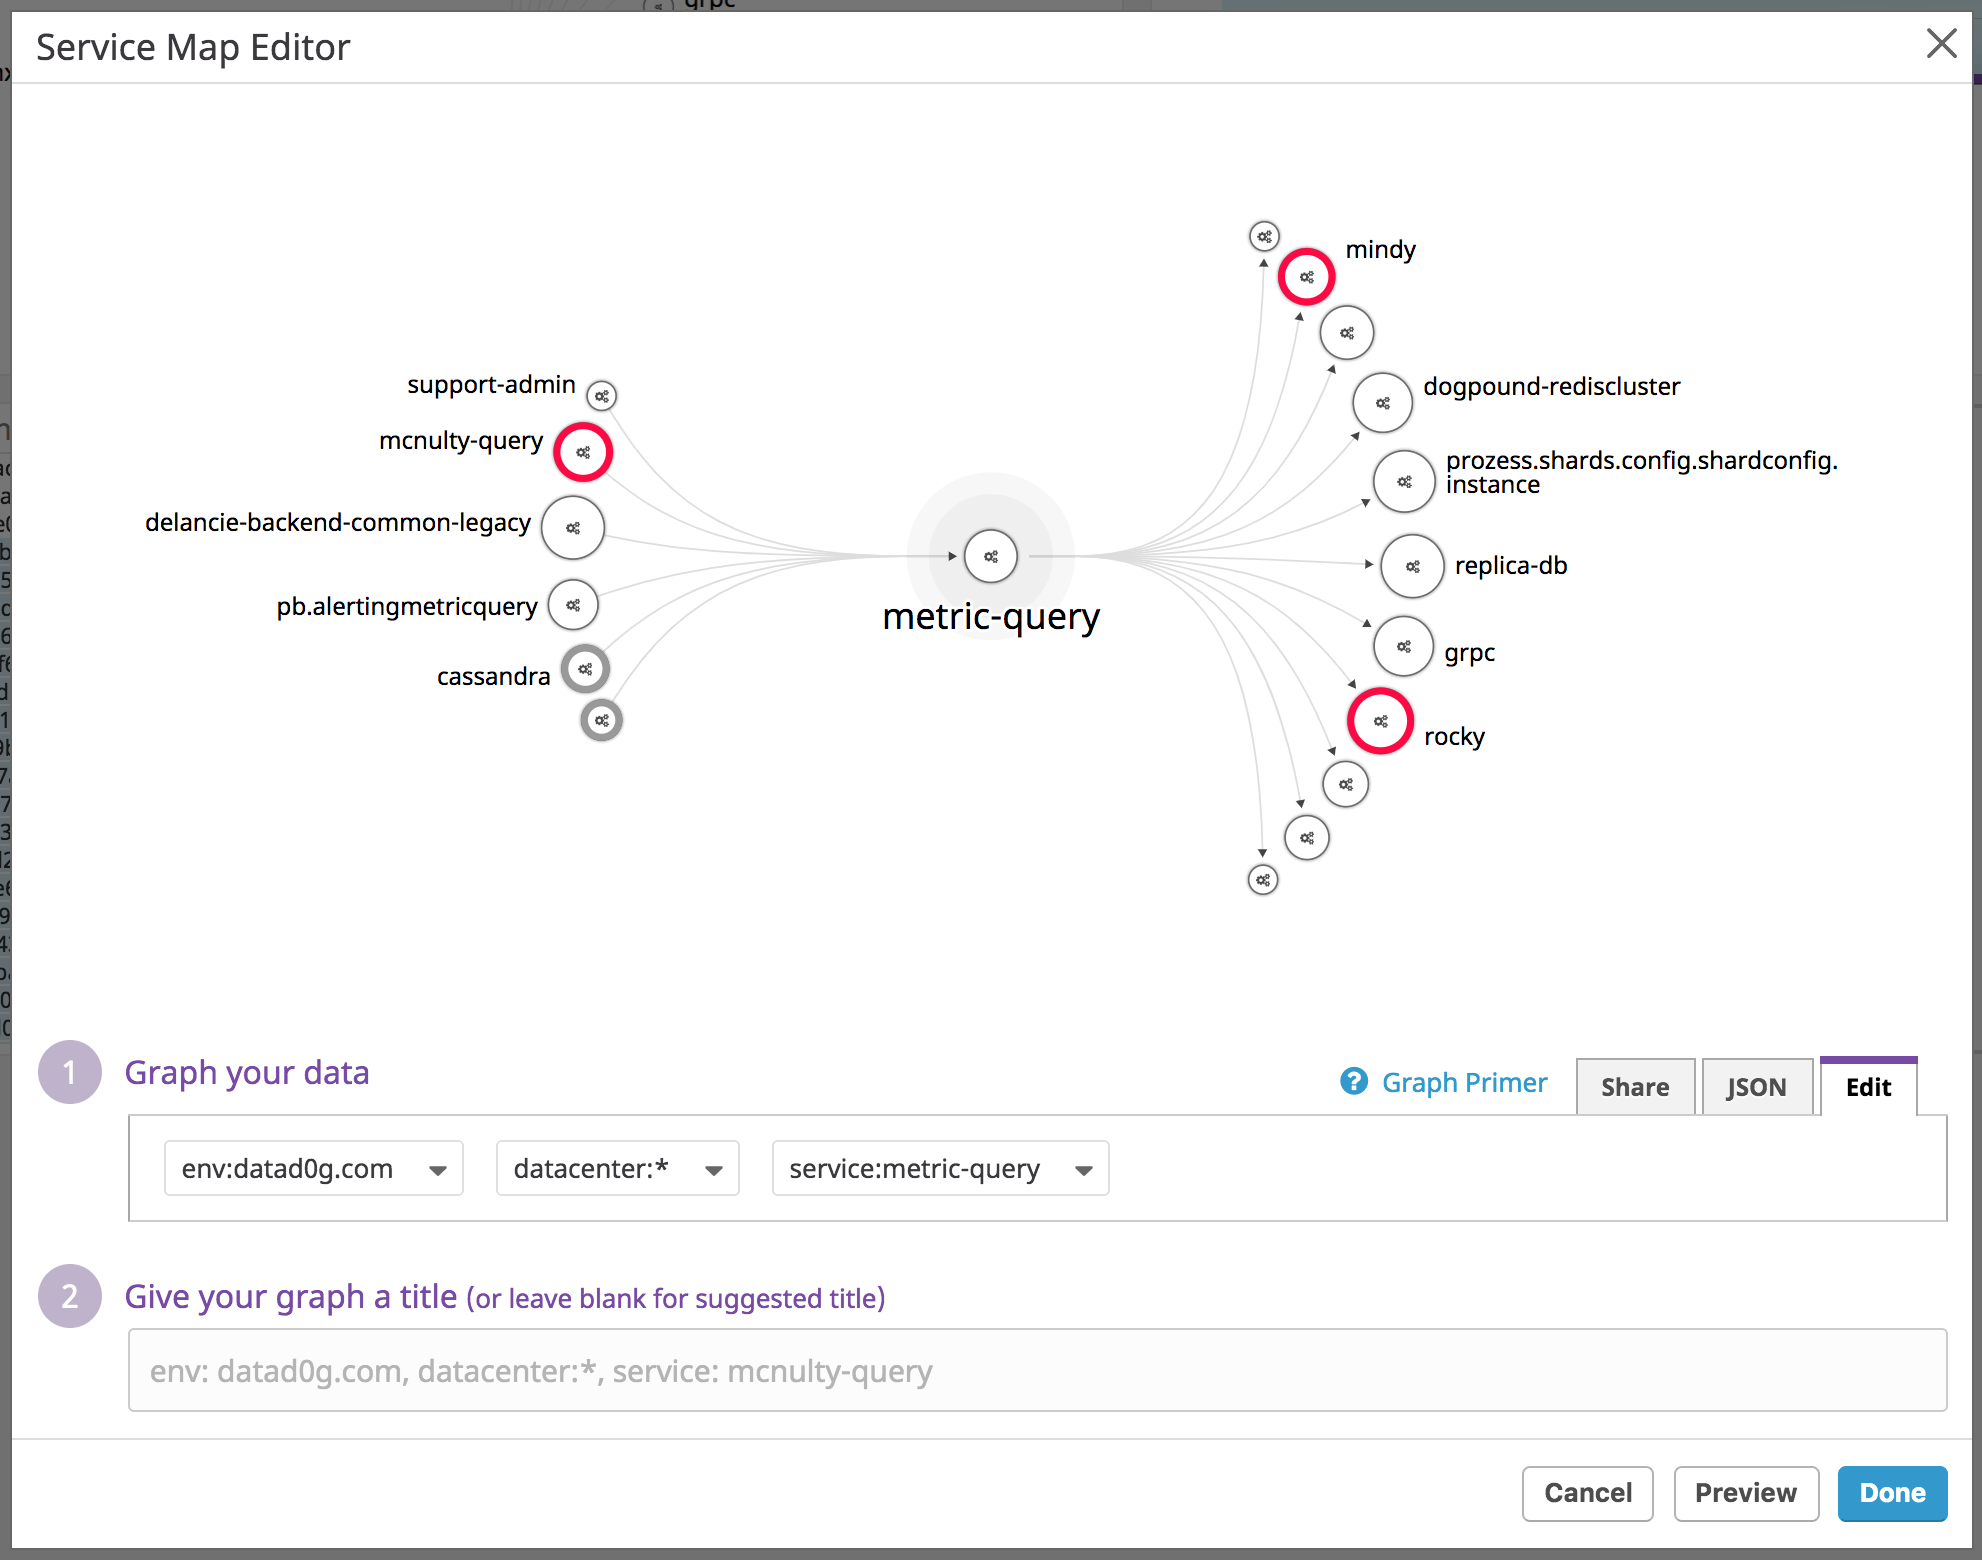 grpc
Service Map Editor
mindy
support-admin
dogpound-rediscluster
mcnulty-query
prozess.shards.config.shardconfig.
instance
delancie-backend-common-legacy
replica-db
pb.alertingmetricquery
metric-query
grpc
cassandra
rocky
1
Graph your data
? Graph Primer
Share
JSON
Edit
env:datad0g.com
datacenter:*
service:metric-query
2
Give your graph a title (or leave blank for suggested title)
env: datad0g.com, datacenter:*, service: mcnulty-query
Cancel
Preview
Done